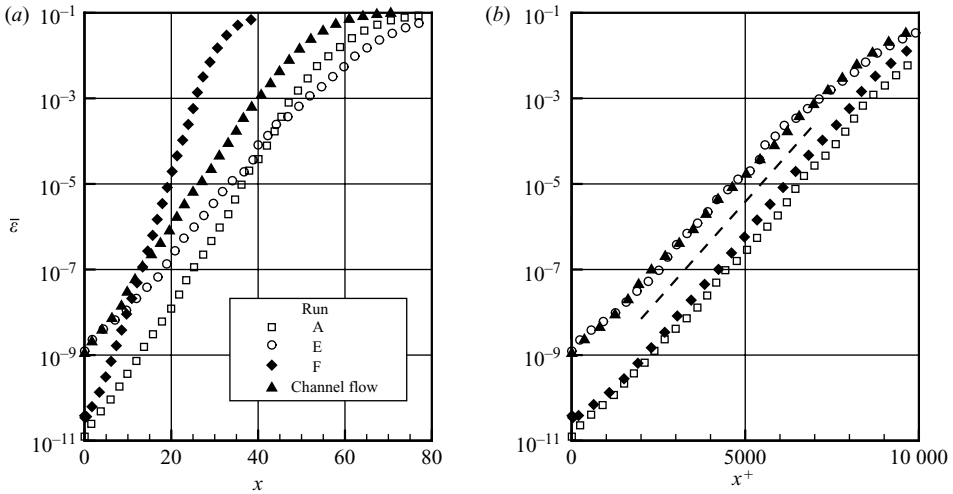 (a)
10⁻¹
10⁻³
10⁻⁵
10⁻⁷
10⁻⁹
10⁻¹¹
ε̄
0
20
40
60
80
x
Run
A
E
F
Channel flow
(b)
10⁻¹
10⁻³
10⁻⁵
10⁻⁷
10⁻⁹
10⁻¹¹
0
5000
10 000
x⁺